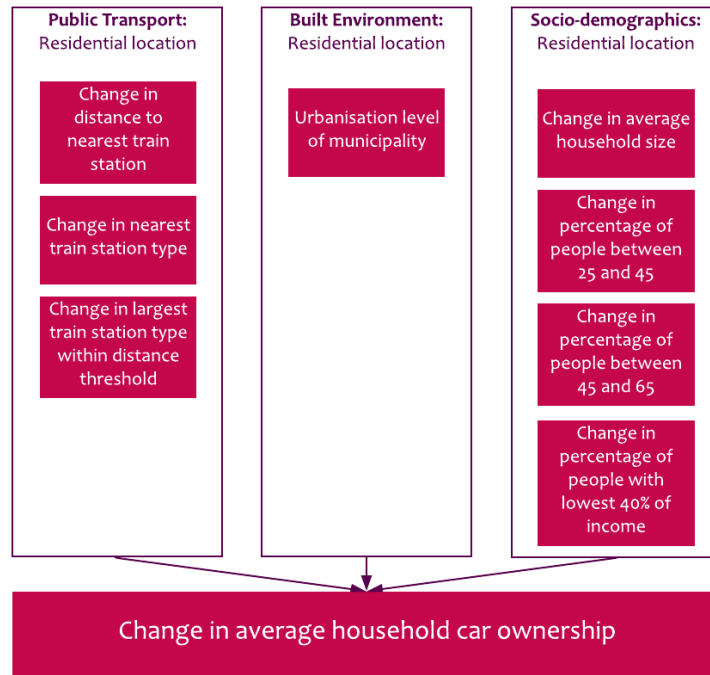 Public Transport:
Residential location
Change in
distance to
nearest train
station
Change in nearest
train station type
Change in largest
train station type
within distance
threshold
Built Environment:
Residential location
Urbanisation level
of municipality
Socio-demographics:
Residential location
Change in average
household size
Change in
percentage of
people between
25 and 45
Change in
percentage of
people between
45 and 65
Change in
percentage of
people with
lowest 40% of
income
Change in average household car ownership